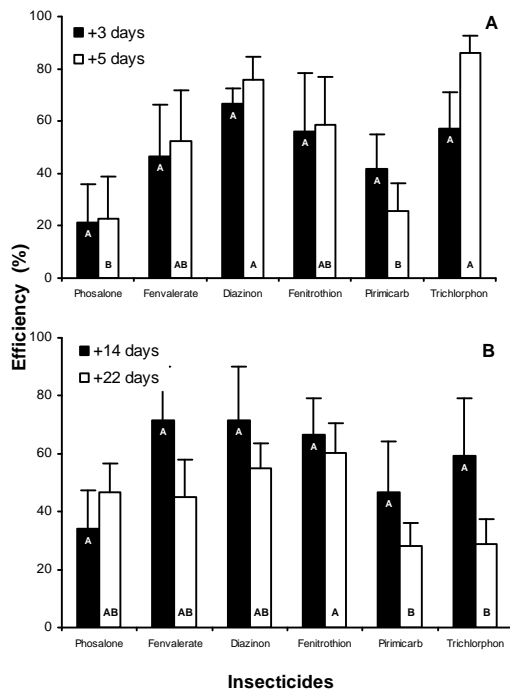 A
+3 days
+5 days
100
80
60
40
20
0
A B A AB A A A AB A B A A
Phosalone Fenvalerate Diazinon Fenitrothion Pirimicarb Trichlorphon
Efficiency (%)
B
+14 days
+22 days
100
80
60
40
20
0
A AB A AB A AB A A A B A B
Phosalone Fenvalerate Diazinon Fenitrothion Pirimicarb Trichlorphon
Insecticides